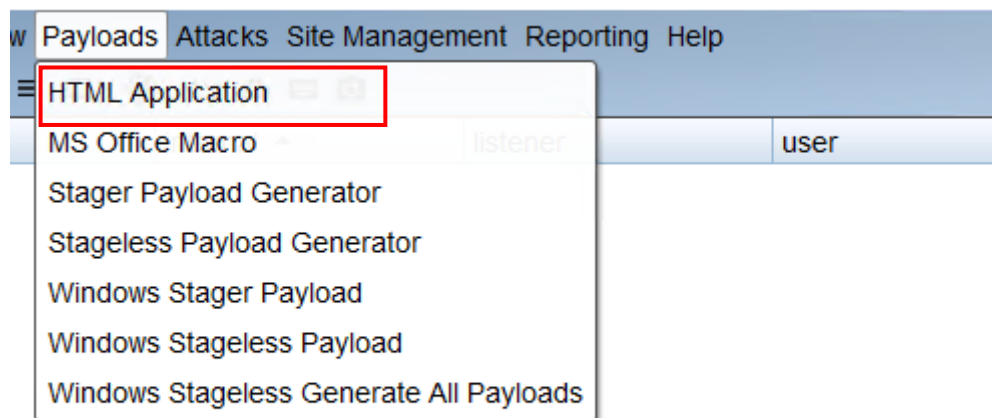 w Payloads Attacks Site Management Reporting Help
HTML Application
MS Office Macro listener user
Stager Payload Generator
Stageless Payload Generator
Windows Stager Payload
Windows Stageless Payload
Windows Stageless Generate All Payloads